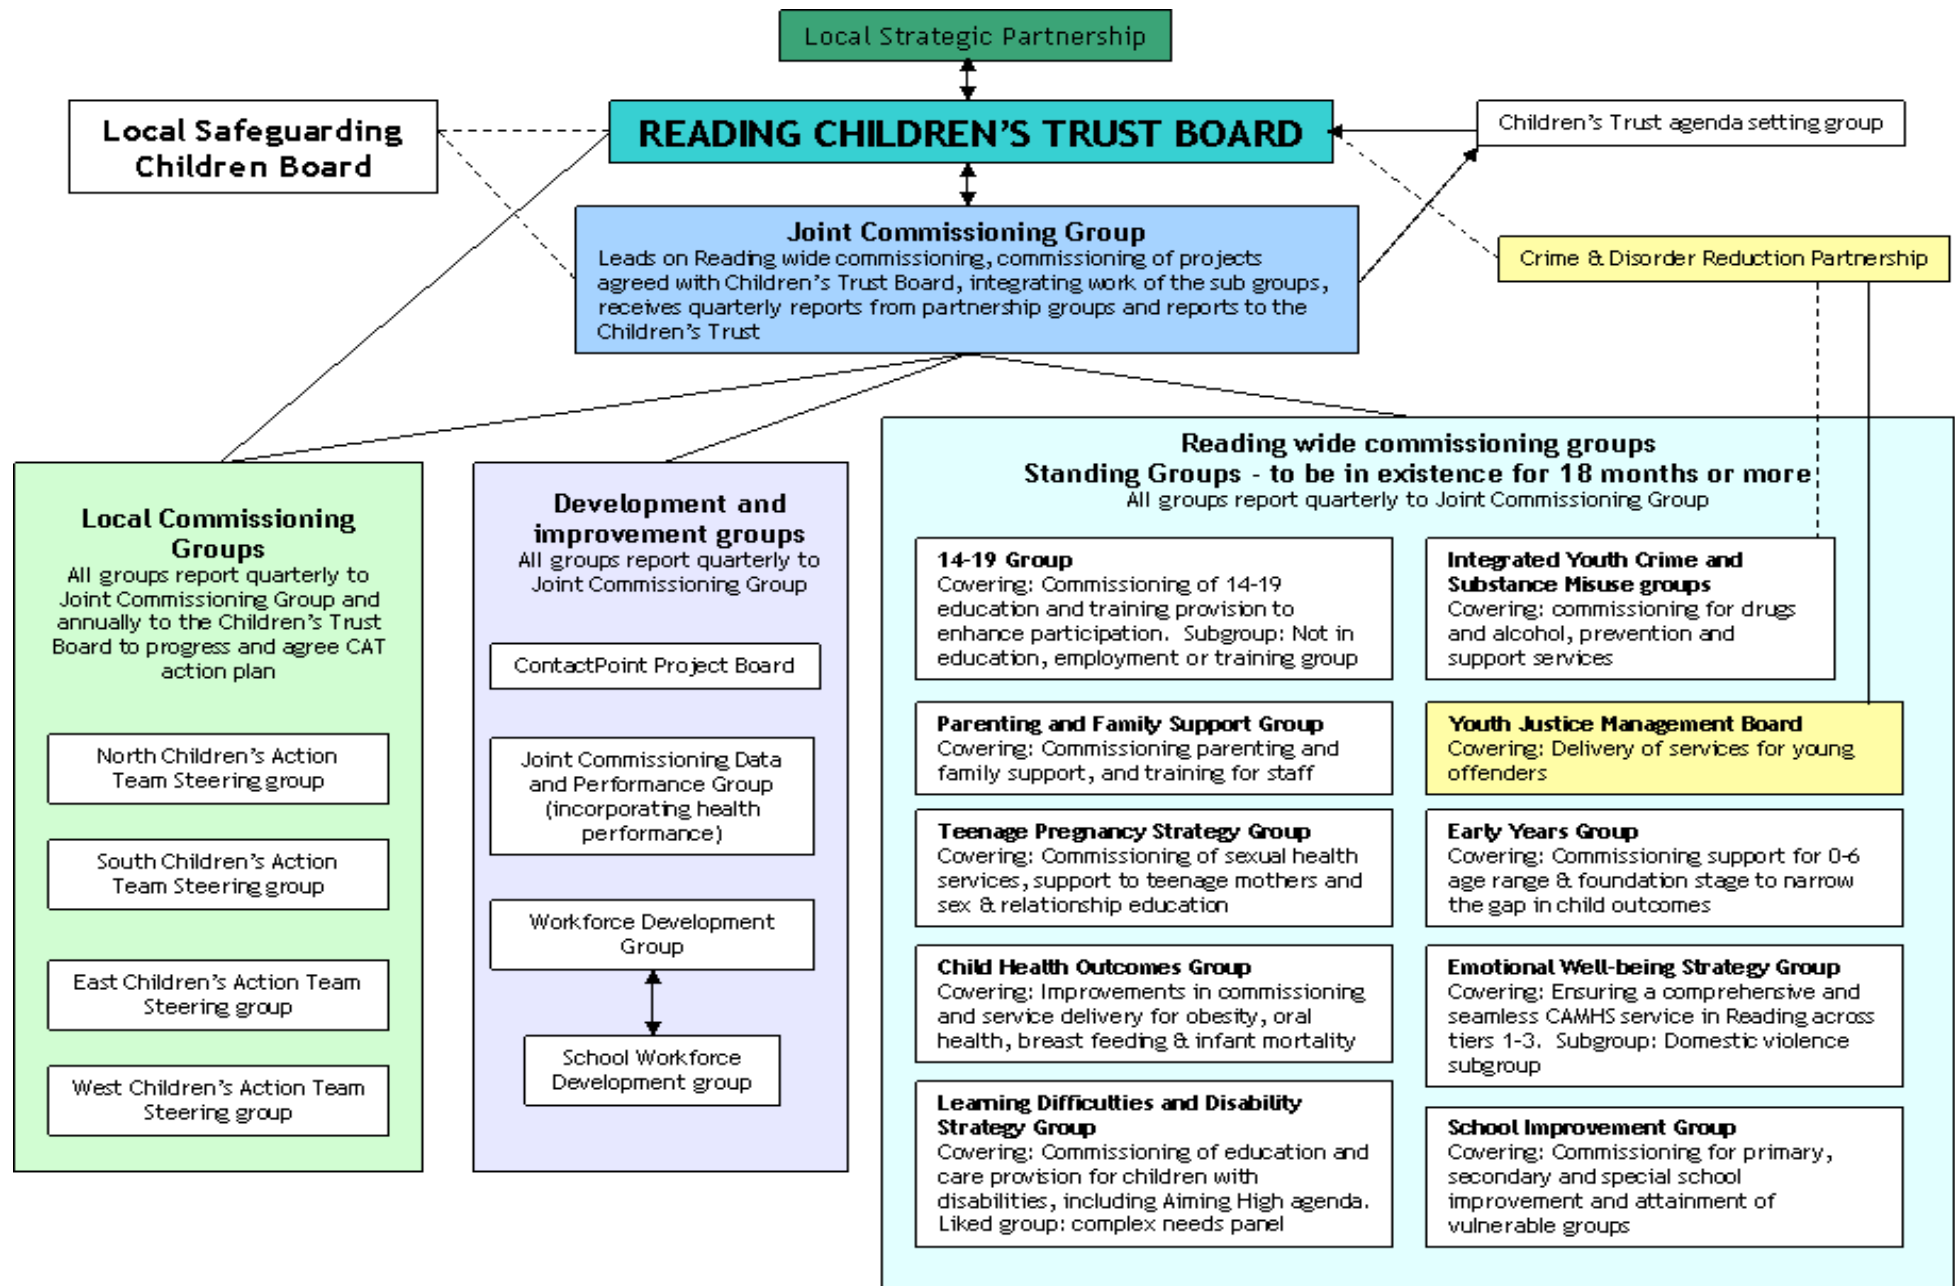 Local Strategic Partnership
Local Safeguarding
Children Board
READING CHILDREN'S TRUST BOARD
Children's Trust agenda setting group
Joint Commissioning Group
Leads on Reading wide commissioning, commissioning of projects
agreed with Children's Trust Board, integrating work of the sub groups,
receives quarterly reports from partnership groups and reports to the
Children's Trust
Crime & Disorder Reduction Partnership
Local Commissioning
Groups
All groups report quarterly to
Joint Commissioning Group and
annually to the Children's Trust
Board to progress and agree CAT
action plan
North Children's Action
Team Steering group
South Children's Action
Team Steering group
East Children's Action Team
Steering group
West Children's Action Team
Steering group
Development and
improvement groups
All groups report quarterly to
Joint Commissioning Group
ContactPoint Project Board
Joint Commissioning Data
and Performance Group
(incorporating health
performance)
Workforce Development
Group
School Workforce
Development group
Reading wide commissioning groups
Standing Groups - to be in existence for 18 months or more
All groups report quarterly to Joint Commissioning Group
14-19 Group
Covering: Commissioning of 14-19
education and training provision to
enhance participation. Subgroup: Not in
education, employment or training group
Integrated Youth Crime and
Substance Misuse groups
Covering: commissioning for drugs
and alcohol, prevention and
support services
Parenting and Family Support Group
Covering: Commissioning parenting and
family support, and training for staff
Youth Justice Management Board
Covering: Delivery of services for young
offenders
Teenage Pregnancy Strategy Group
Covering: Commissioning of sexual health
services, support to teenage mothers and
sex & relationship education
Early Years Group
Covering: Commissioning support for 0-6
age range & foundation stage to narrow
the gap in child outcomes
Child Health Outcomes Group
Covering: Improvements in commissioning
and service delivery for obesity, oral
health, breast feeding & infant mortality
Emotional Well-being Strategy Group
Covering: Ensuring a comprehensive and
seamless CAMHS service in Reading across
tiers 1-3. Subgroup: Domestic violence
subgroup
Learning Difficulties and Disability
Strategy Group
Covering: Commissioning of education and
care provision for children with
disabilities, including Aiming High agenda.
Liked group: complex needs panel
School Improvement Group
Covering: Commissioning for primary,
secondary and special school
improvement and attainment of
vulnerable groups